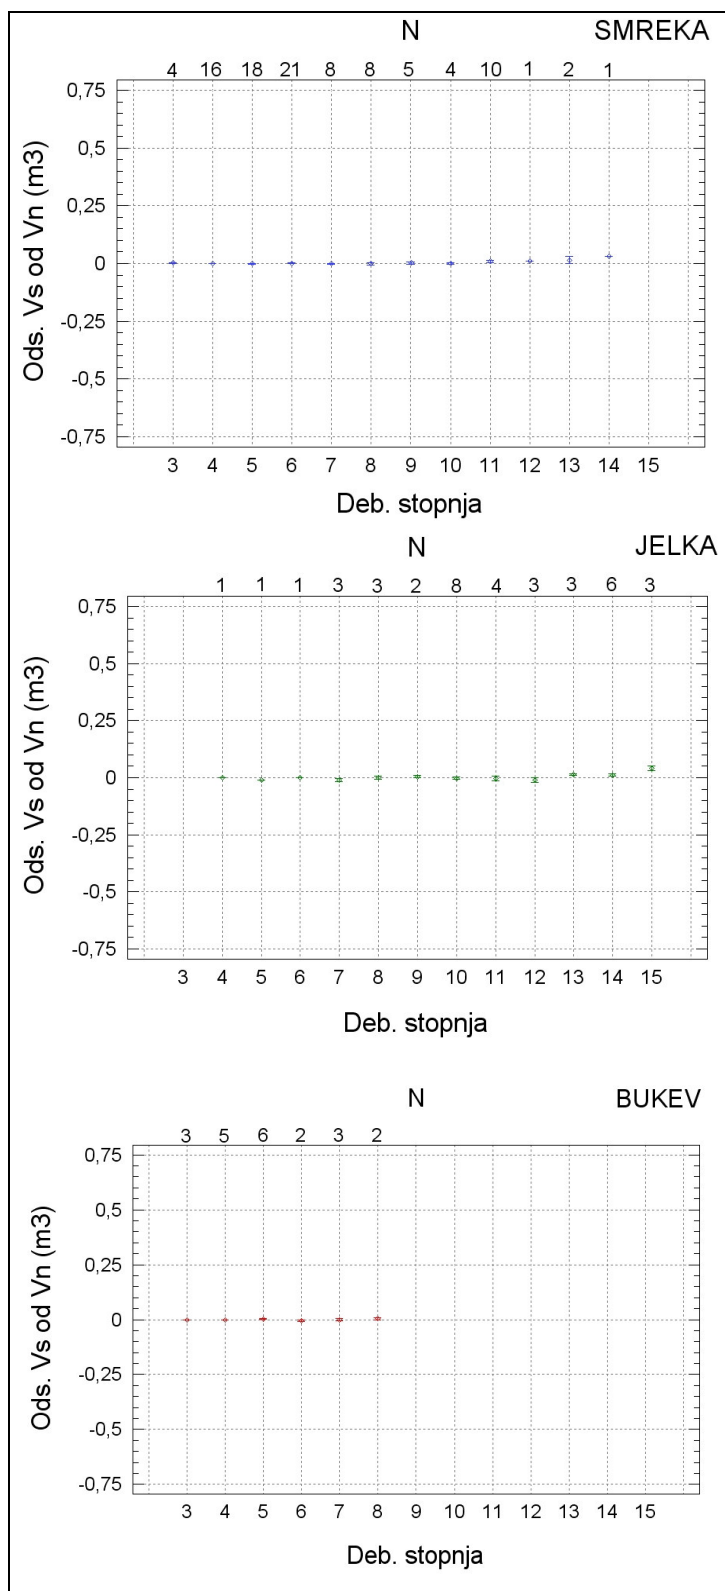 N SMREKA
4 16 18 21 8 8 5 4 10 1 2 1
0,75
0,5
0,25
0
-0,25
-0,5
-0,75
Ods. Vs od Vn (m3)
3 4 5 6 7 8 9 10 11 12 13 14 15
Deb. stopnja
N JELKA
1 1 1 3 3 2 8 4 3 3 6 3
0,75
0,5
0,25
0
-0,25
-0,5
-0,75
Ods. Vs od Vn (m3)
3 4 5 6 7 8 9 10 11 12 13 14 15
Deb. stopnja
N BUKEV
3 5 6 2 3 2
0,75
0,5
0,25
0
-0,25
-0,5
-0,75
Ods. Vs od Vn (m3)
3 4 5 6 7 8 9 10 11 12 13 14 15
Deb. stopnja